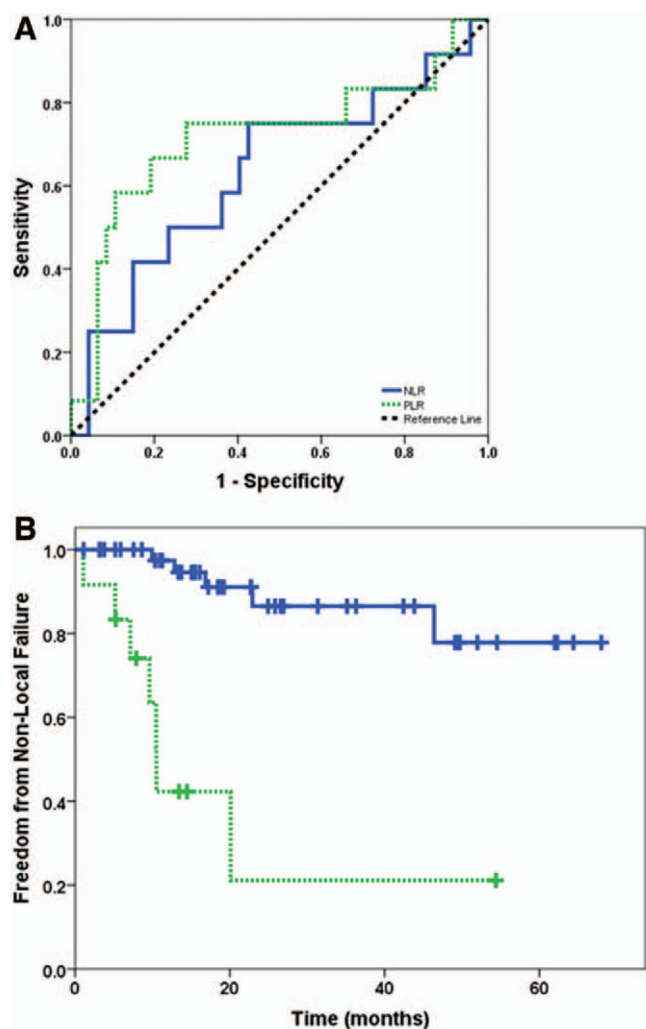 A
1.0
0.8
0.6
0.4
0.2
0.0
Sensitivity
NLR
PLR
Reference Line
0.0 0.2 0.4 0.6 0.8 1.0
1 - Specificity
B
1.0
0.8
0.6
0.4
0.2
0.0
Freedom from Non-Local Failure
0 20 40 60
Time (months)